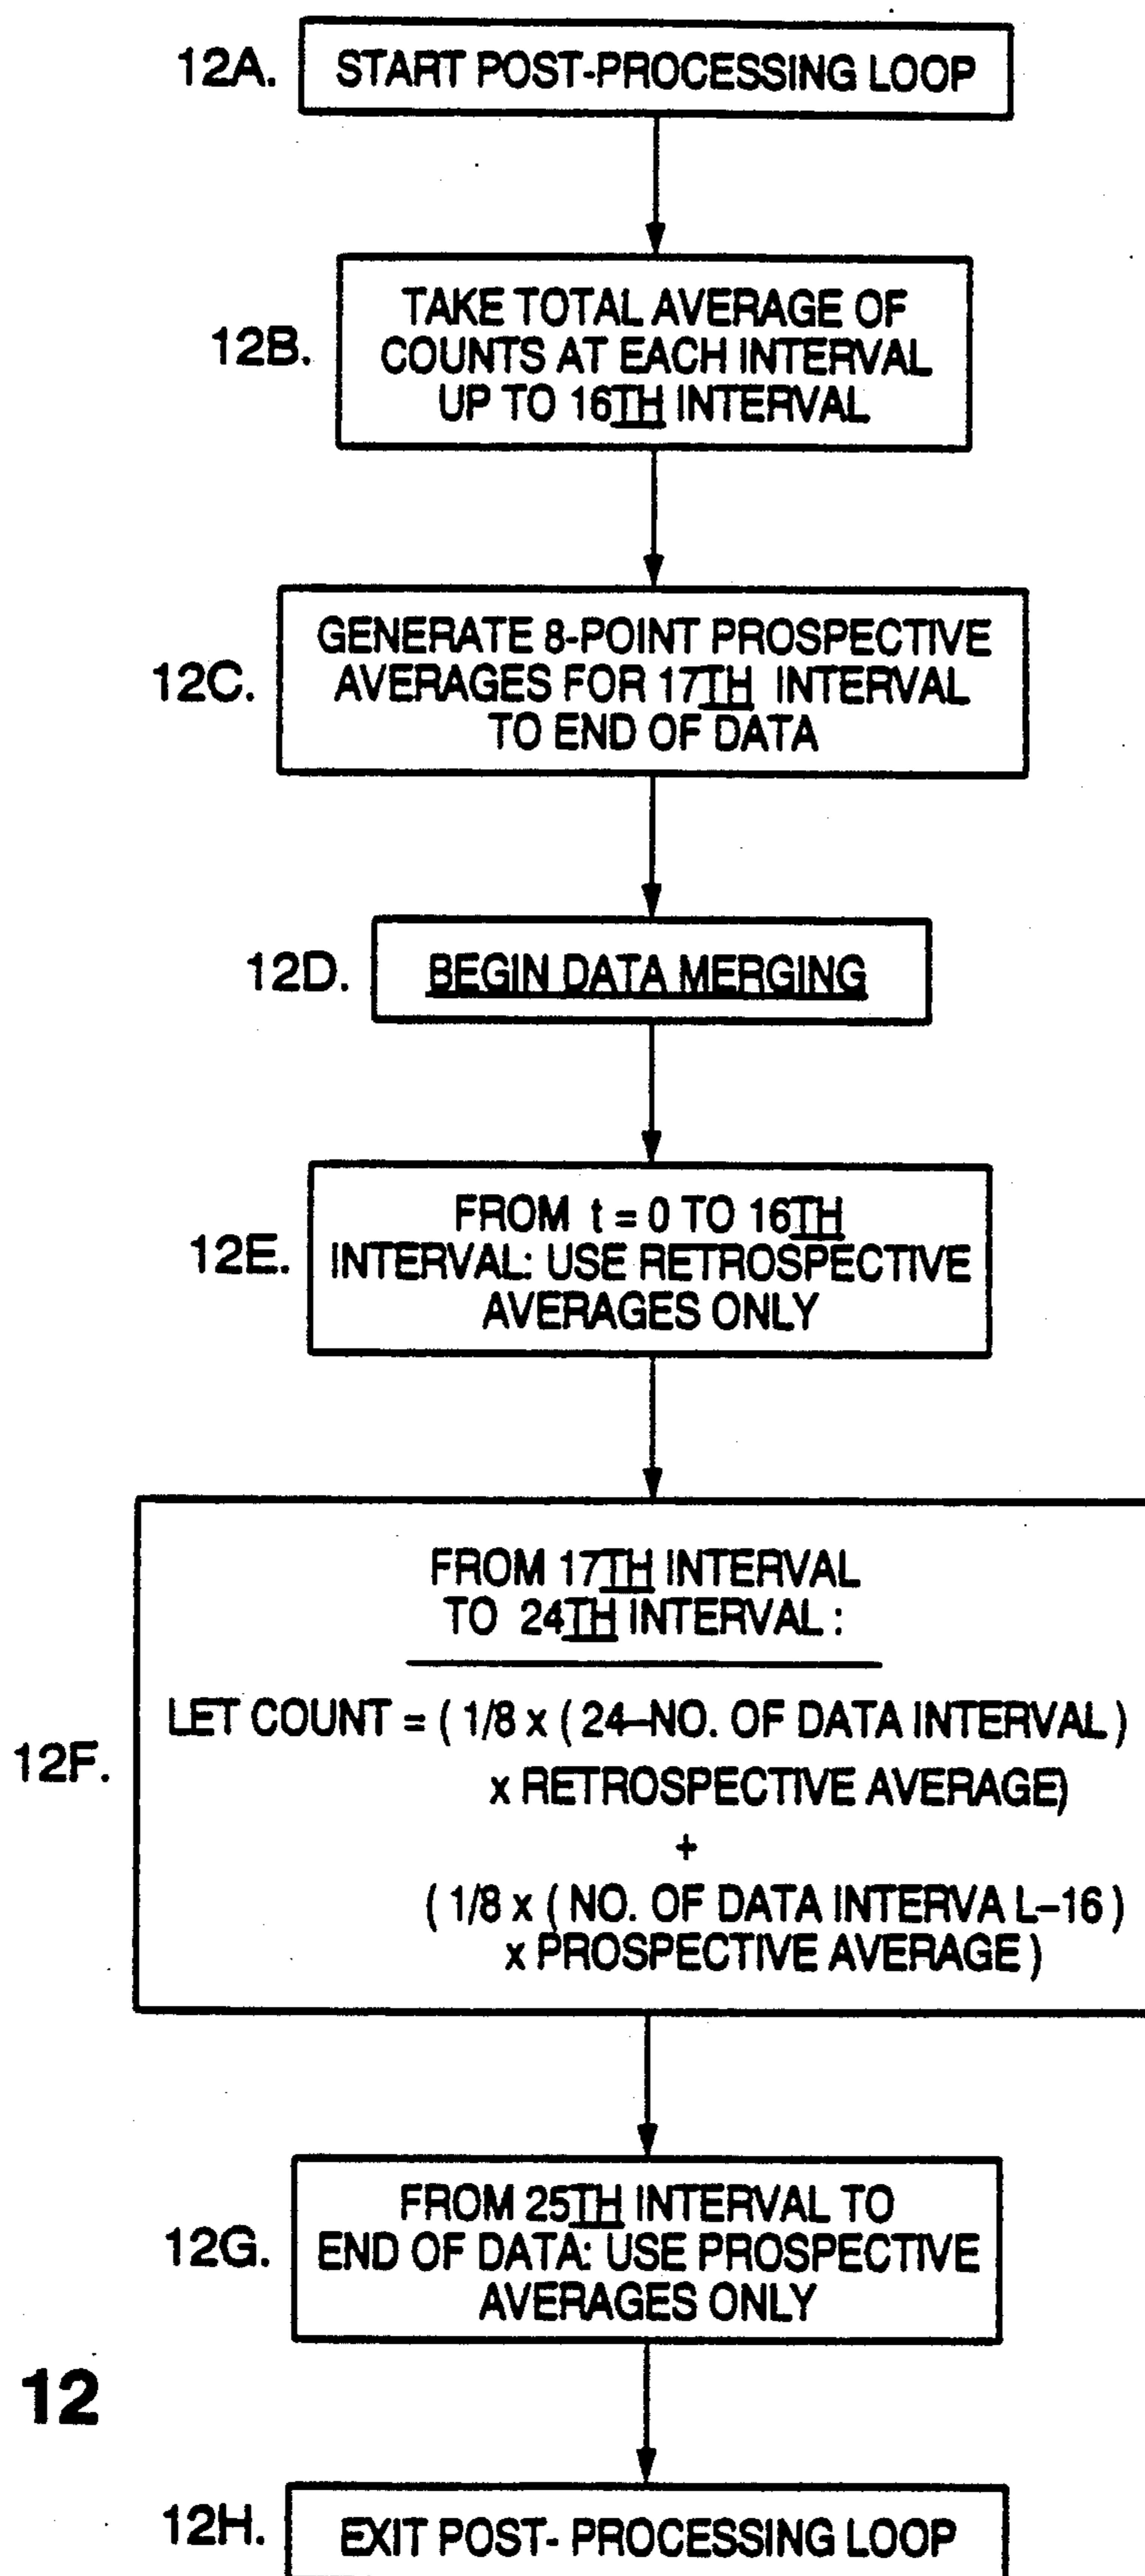 12A. START POST-PROCESSING LOOP
12B. TAKE TOTAL AVERAGE OF
COUNTS AT EACH INTERVAL
UP TO 16TH INTERVAL
12C. GENERATE 8-POINT PROSPECTIVE
AVERAGES FOR 17TH INTERVAL
TO END OF DATA
12D. BEGIN DATA MERGING
12E. FROM t = 0 TO 16TH
INTERVAL: USE RETROSPECTIVE
AVERAGES ONLY
12F. FROM 17TH INTERVAL
TO 24TH INTERVAL :
LET COUNT = ( 1/8 x ( 24–NO. OF DATA INTERVAL )
x RETROSPECTIVE AVERAGE)
+
( 1/8 x ( NO. OF DATA INTERVA L–16 )
x PROSPECTIVE AVERAGE )
12G. FROM 25TH INTERVAL TO
END OF DATA: USE PROSPECTIVE
AVERAGES ONLY
12
12H. EXIT POST- PROCESSING LOOP